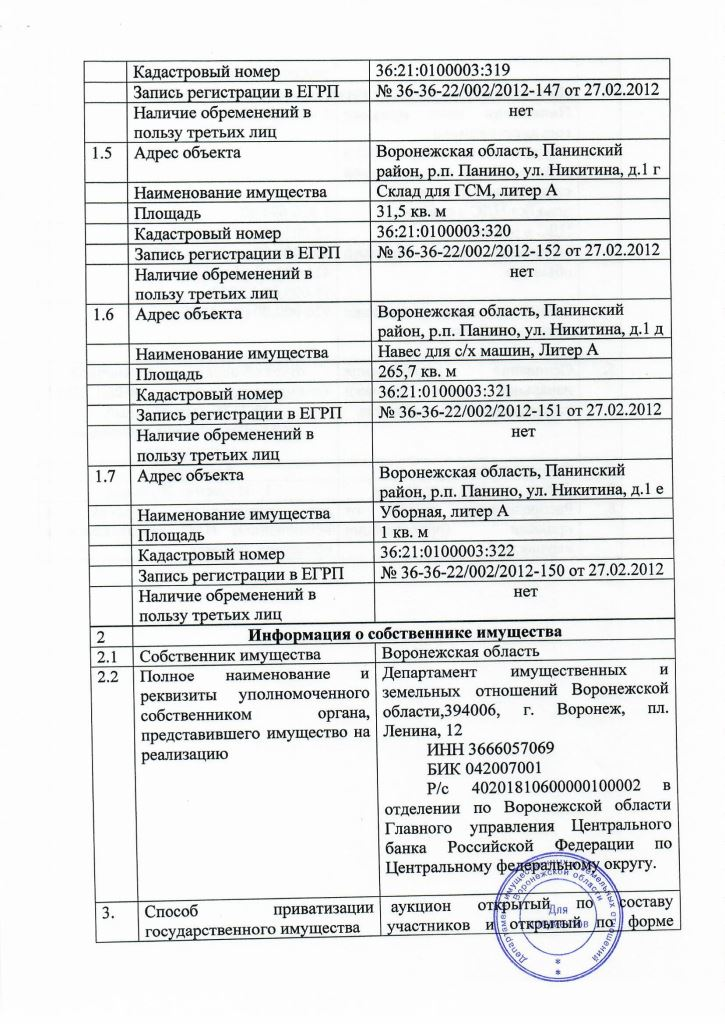 Кадастровый номер 36:21:0100003:319
Запись регистрации в ЕГРП № 36-36-22/002/2012-147 от 27.02.2012
Наличие обременений в нет
пользу третьих лиц
1.5 Адрес объекта Воронежская область, Панинский
район, р.п. Панино, ул. Никитина, д.1 г
Наименование имущества Склад для ГСМ, литер А
Площадь 31,5 кв. м
Кадастровый номер 36:21:0100003:320
Запись регистрации в ЕГРП № 36-36-22/002/2012-152 от 27.02.2012
Наличие обременений в нет
пользу третьих лиц
1.6 Адрес объекта Воронежская область, Панинский
район, р.п. Панино, ул. Никитина, д.1 д
Наименование имущества Навес для с/х машин, Литер А
Площадь 265,7 кв. м
Кадастровый номер 36:21:0100003:321
Запись регистрации в ЕГРП № 36-36-22/002/2012-151 от 27.02.2012
Наличие обременений в нет
пользу третьих лиц
1.7 Адрес объекта Воронежская область, Панинский
район, р.п. Панино, ул. Никитина, д.1 е
Наименование имущества Уборная, литер А
Площадь 1 кв. м
Кадастровый номер 36:21:0100003:322
Запись регистрации в ЕГРП № 36-36-22/002/2012-150 от 27.02.2012
Наличие обременений в нет
пользу третьих лиц
2 Информация о собственнике имущества
2.1 Собственник имущества Воронежская область
2.2 Полное наименование и Департамент имущественных и
реквизиты уполномоченного земельных отношений Воронежской
собственником органа, области,394006, г. Воронеж, пл.
представившего имущество на Ленина, 12
реализацию ИНН 3666057069
БИК 042007001
Р/с 40201810600000100002 в
отделении по Воронежской области
Главного управления Центрального
банка Российской Федерации по
Центральному федеральному округу.
3. Способ приватизации аукцион открытый по составу
государственного имущества участников и открытый по форме
Департамент имущественных и земельных отношений
Воронежской области
Для